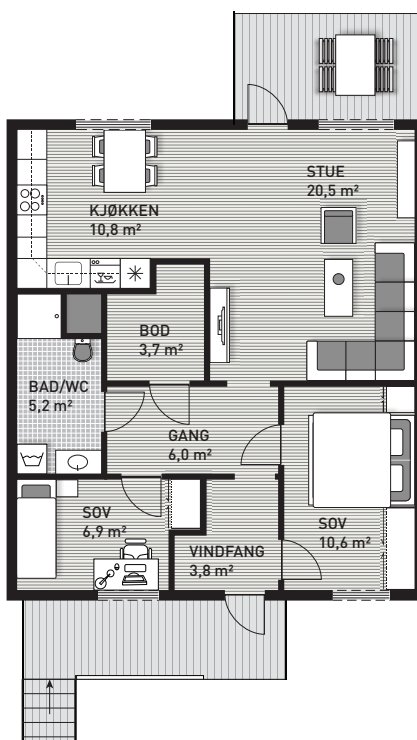 STUE
20,5 m²
KJØKKEN
10,8 m²
BOD
3,7 m²
BAD/WC
5,2 m²
GANG
6,0 m²
SOV
6,9 m²
SOV
10,6 m²
VINDFANG
3,8 m²